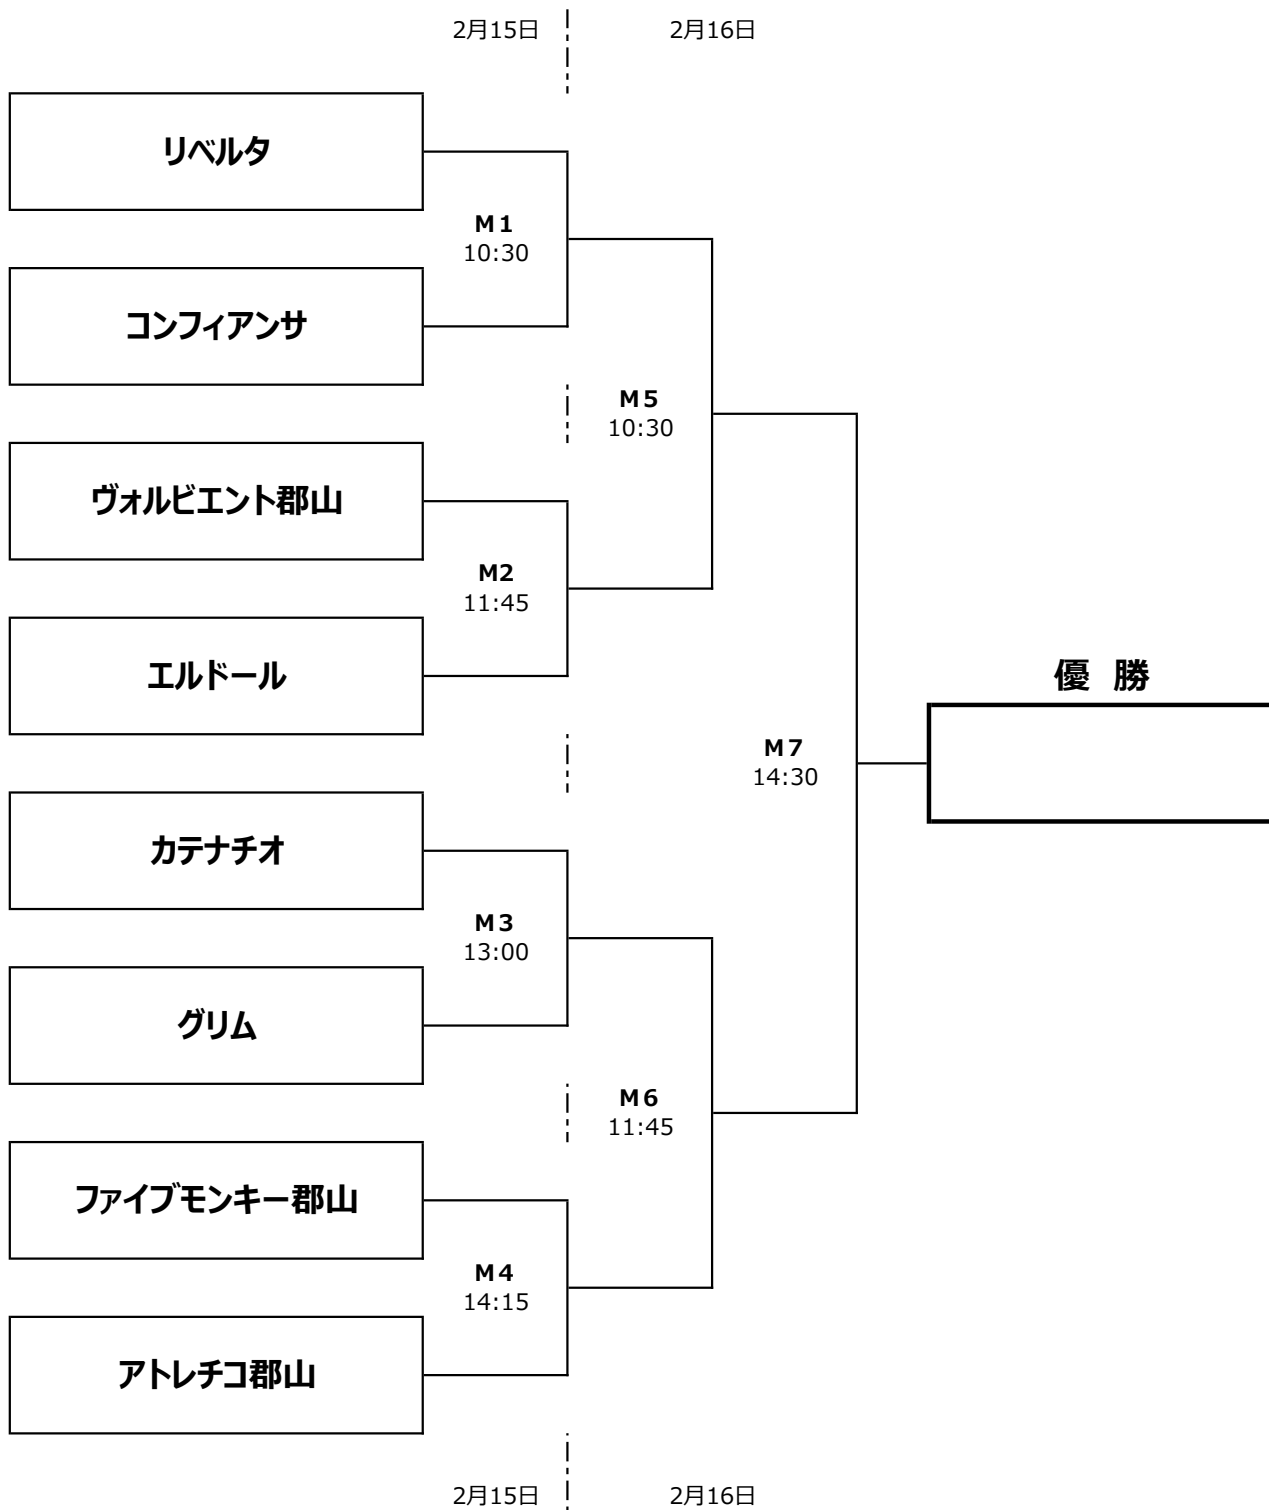 2月15日
2月16日
リベルタ
M1
10:30
コンフィアンサ
M5
10:30
ヴォルビエント郡山
M2
11:45
エルドール
優 勝
M7
14:30
カテナチオ
M3
13:00
グリム
M6
11:45
ファイブモンキー郡山
M4
14:15
アトレチコ郡山
2月15日
2月16日